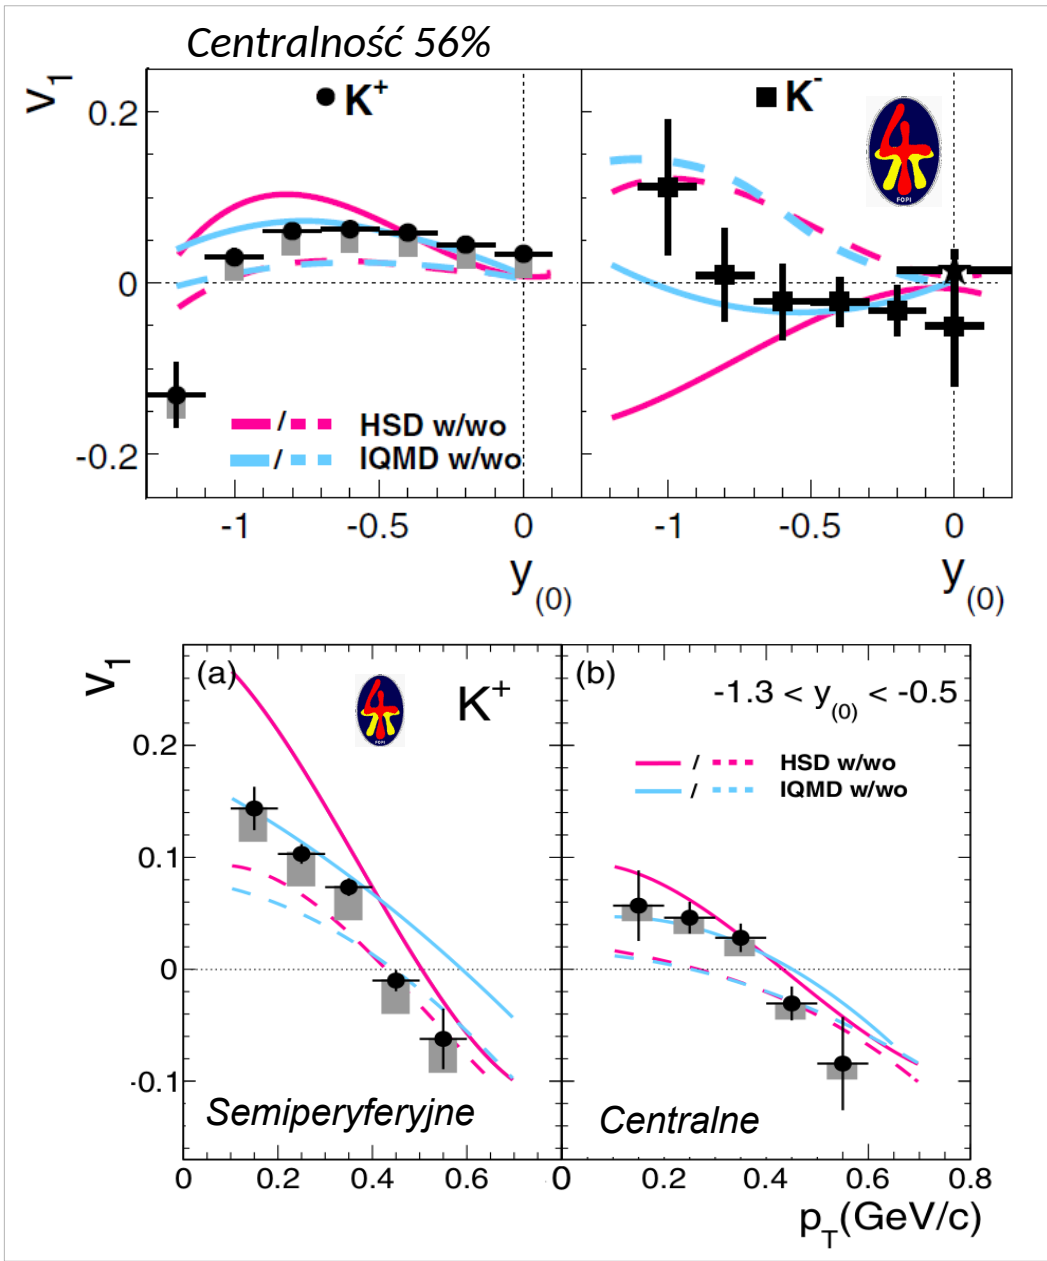 Centralność 56%
v₁
K⁺
K⁻
FOPI
0.2
0
-0.2
HSD w/wo
IQMD w/wo
-1 -0.5 0
-1 -0.5 0
y₍₀₎
y₍₀₎
v₁
(a)
K⁺
FOPI
(b)
-1.3 < y₍₀₎ < -0.5
0.2
0.1
0
-0.1
/ HSD w/wo
/ IQMD w/wo
Semiperyferyjne
Centralne
0 0.2 0.4 0.6 0 0.2 0.4 0.6 0.8
p_T(GeV/c)